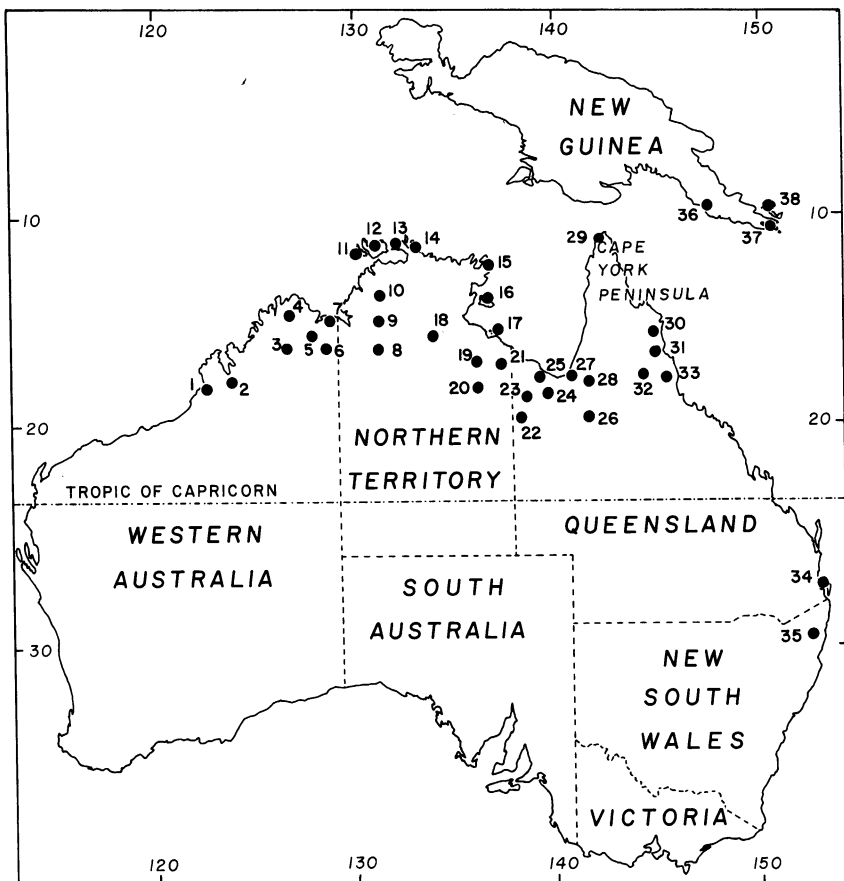 120 130 140 150
NEW
GUINEA
38
36
37
10 10
12 13
11 14
29
CAPE
YORK
PENINSULA
15
10 16
4 7
9 18 17 30
3 5 6 8 19 21 25 27 31
1 2 20 23 24 28 32 33
22 26
20 20
NORTHERN
TERRITORY
TROPIC OF CAPRICORN
WESTERN
AUSTRALIA
QUEENSLAND
SOUTH
AUSTRALIA
34
35
30
NEW
SOUTH
WALES
VICTORIA
120 130 140 150